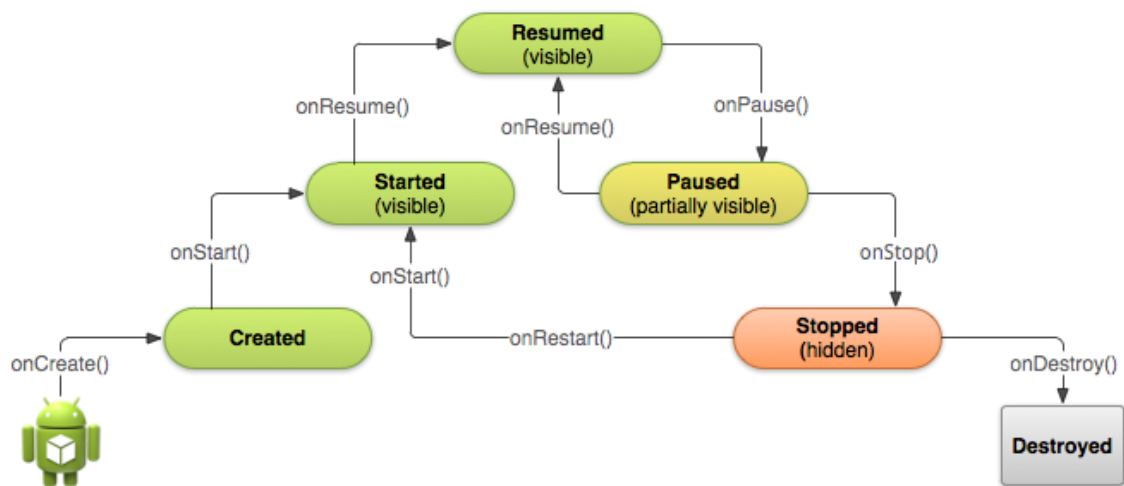 Resumed
(visible)
onResume()
onResume()
onPause()
Started
(visible)
Paused
(partially visible)
onStart()
onStart()
onStop()
Created
onRestart()
Stopped
(hidden)
onCreate()
onDestroy()
Destroyed